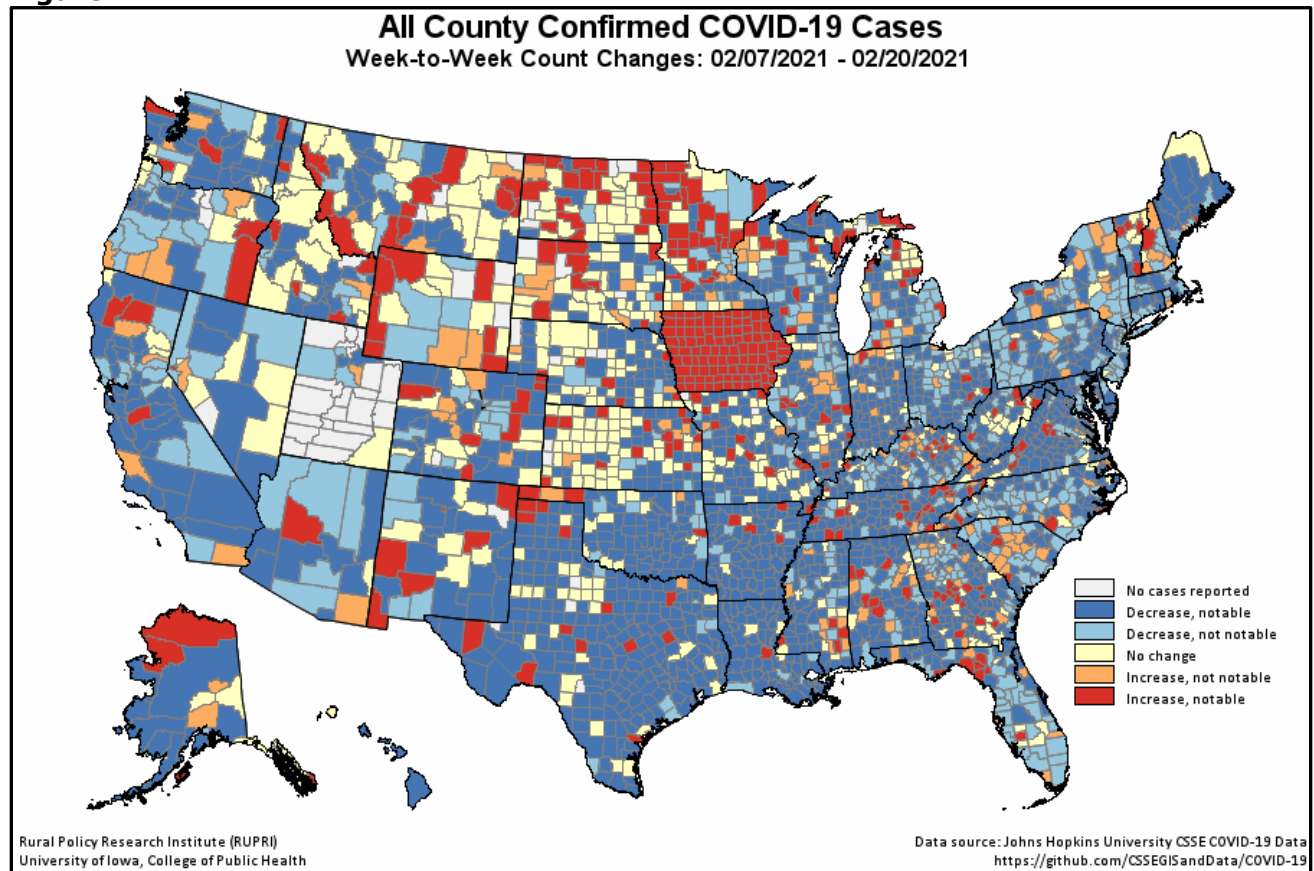 All County Confirmed COVID-19 Cases
Week-to-Week Count Changes: 02/07/2021 - 02/20/2021
No cases reported
Decrease, notable
Decrease, not notable
No change
Increase, not notable
Increase, notable
Rural Policy Research Institute (RUPRI)
University of Iowa, College of Public Health
Data source: Johns Hopkins University CSSE COVID-19 Data
https://github.com/CSSEGISandData/COVID-19